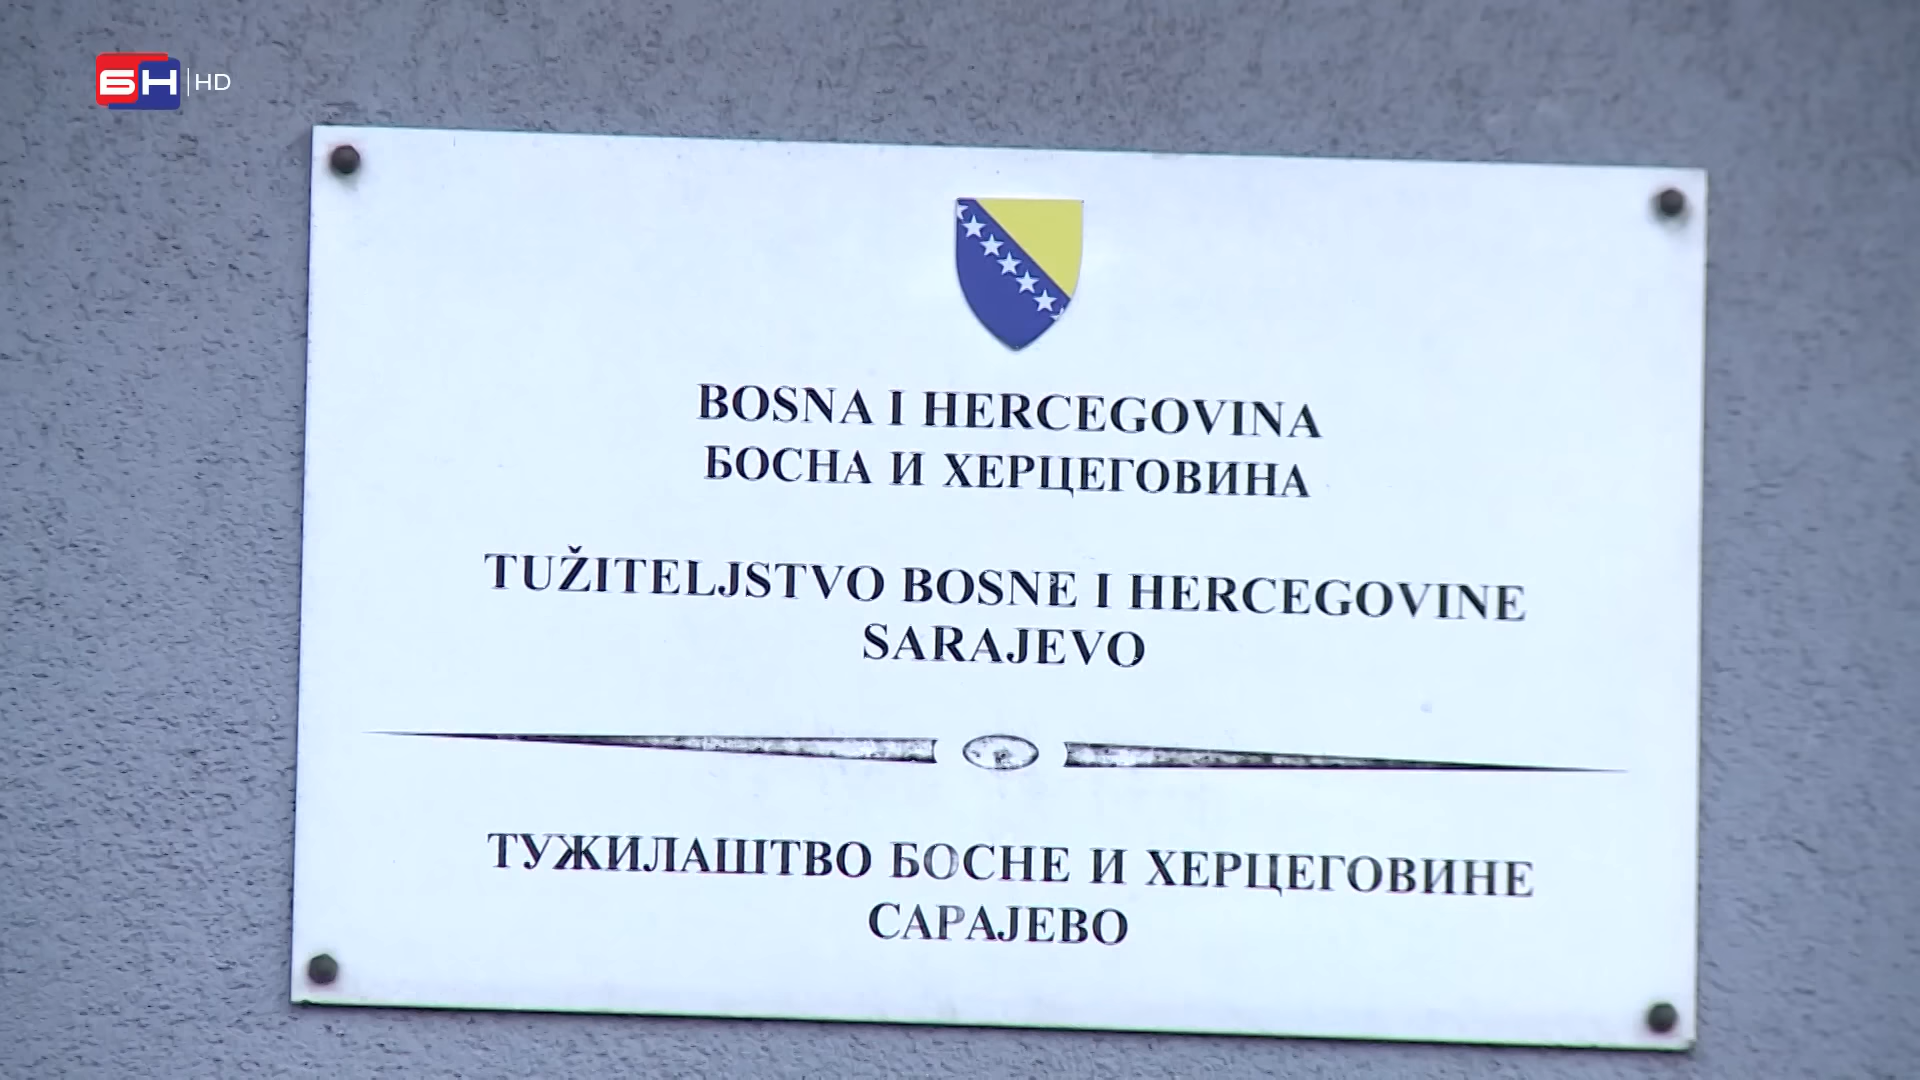 БН HD
BOSNA I HERCEGOVINA
БОСНА И ХЕРЦЕГОВИНА
TUŽITELJSTVO BOSNE I HERCEGOVINE
SARAJEVO
ТУЖИЛАШТВО БОСНЕ И ХЕРЦЕГОВИНЕ
САРАЈЕВО